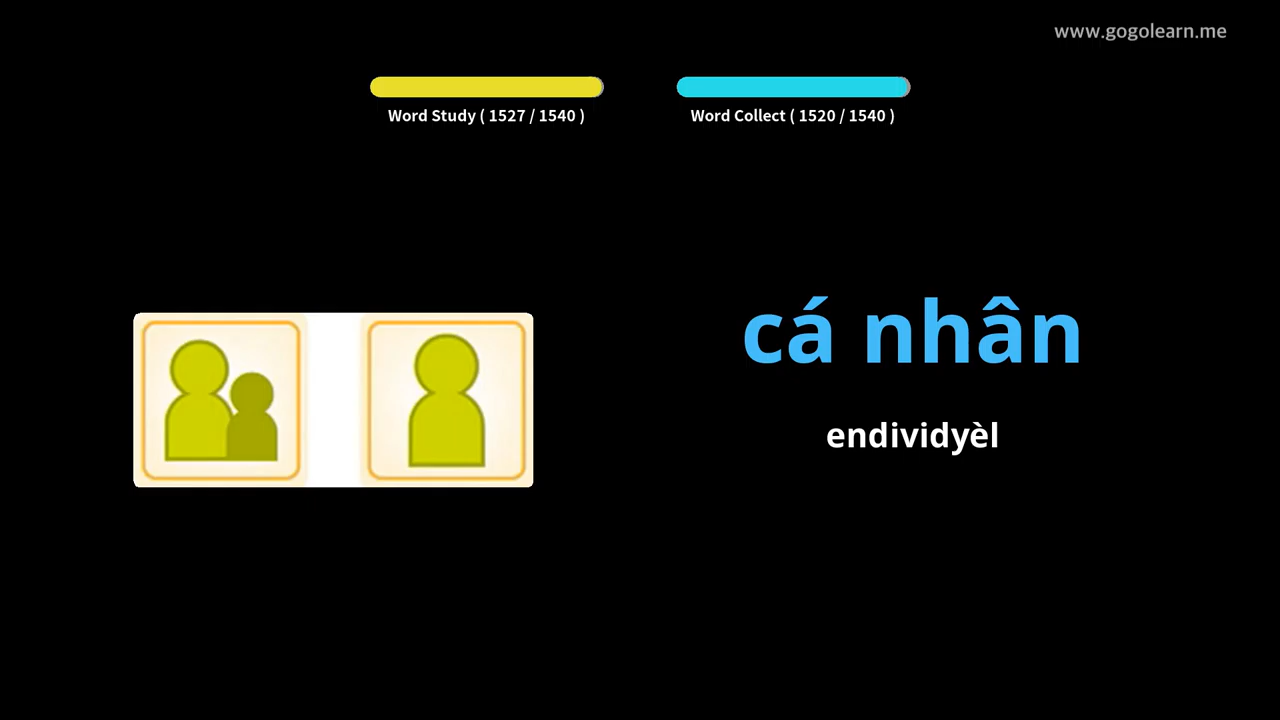 www.gogolearn.me
Word Study ( 1527 / 1540 )
Word Collect ( 1520 / 1540 )
cá nhân
endividyèl